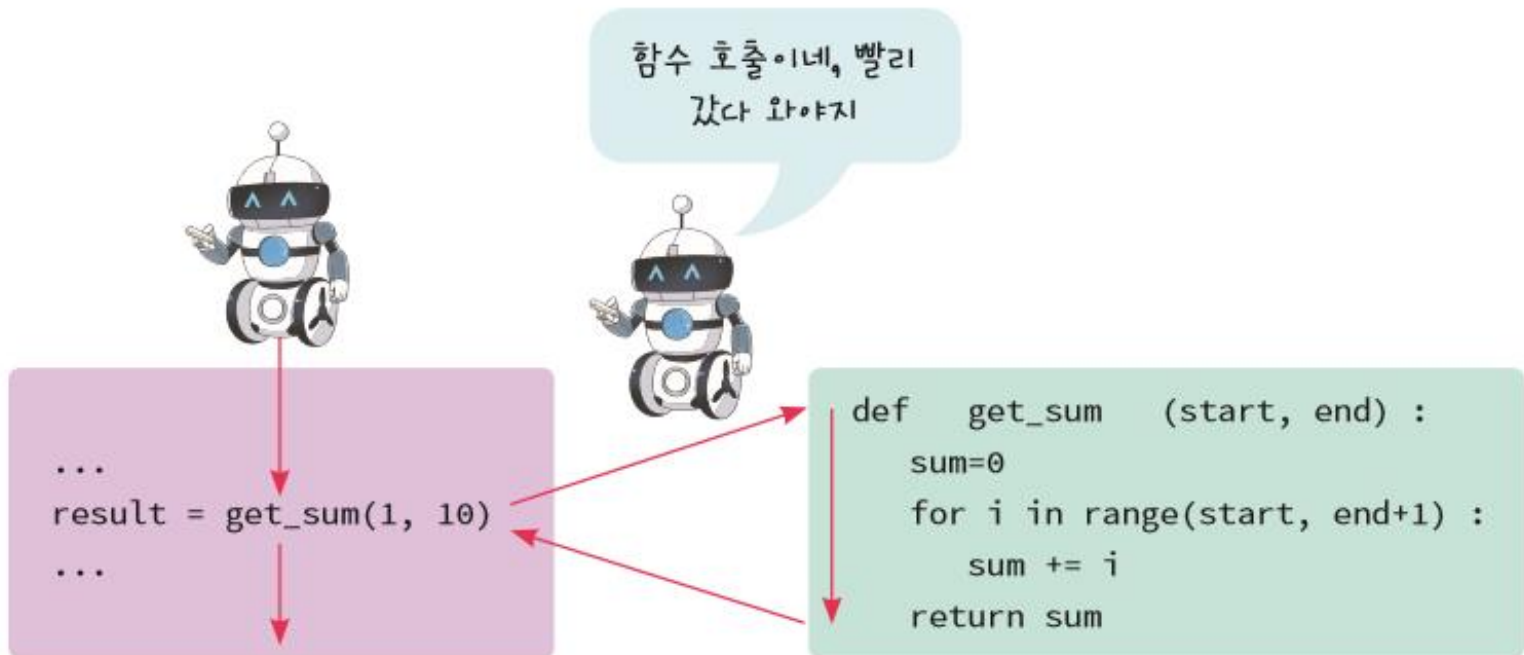 함수 호출이네, 빨리
갔다 와야지
...
result = get_sum(1, 10)
...
def get_sum (start, end) :
sum=0
for i in range(start, end+1) :
sum += i
return sum